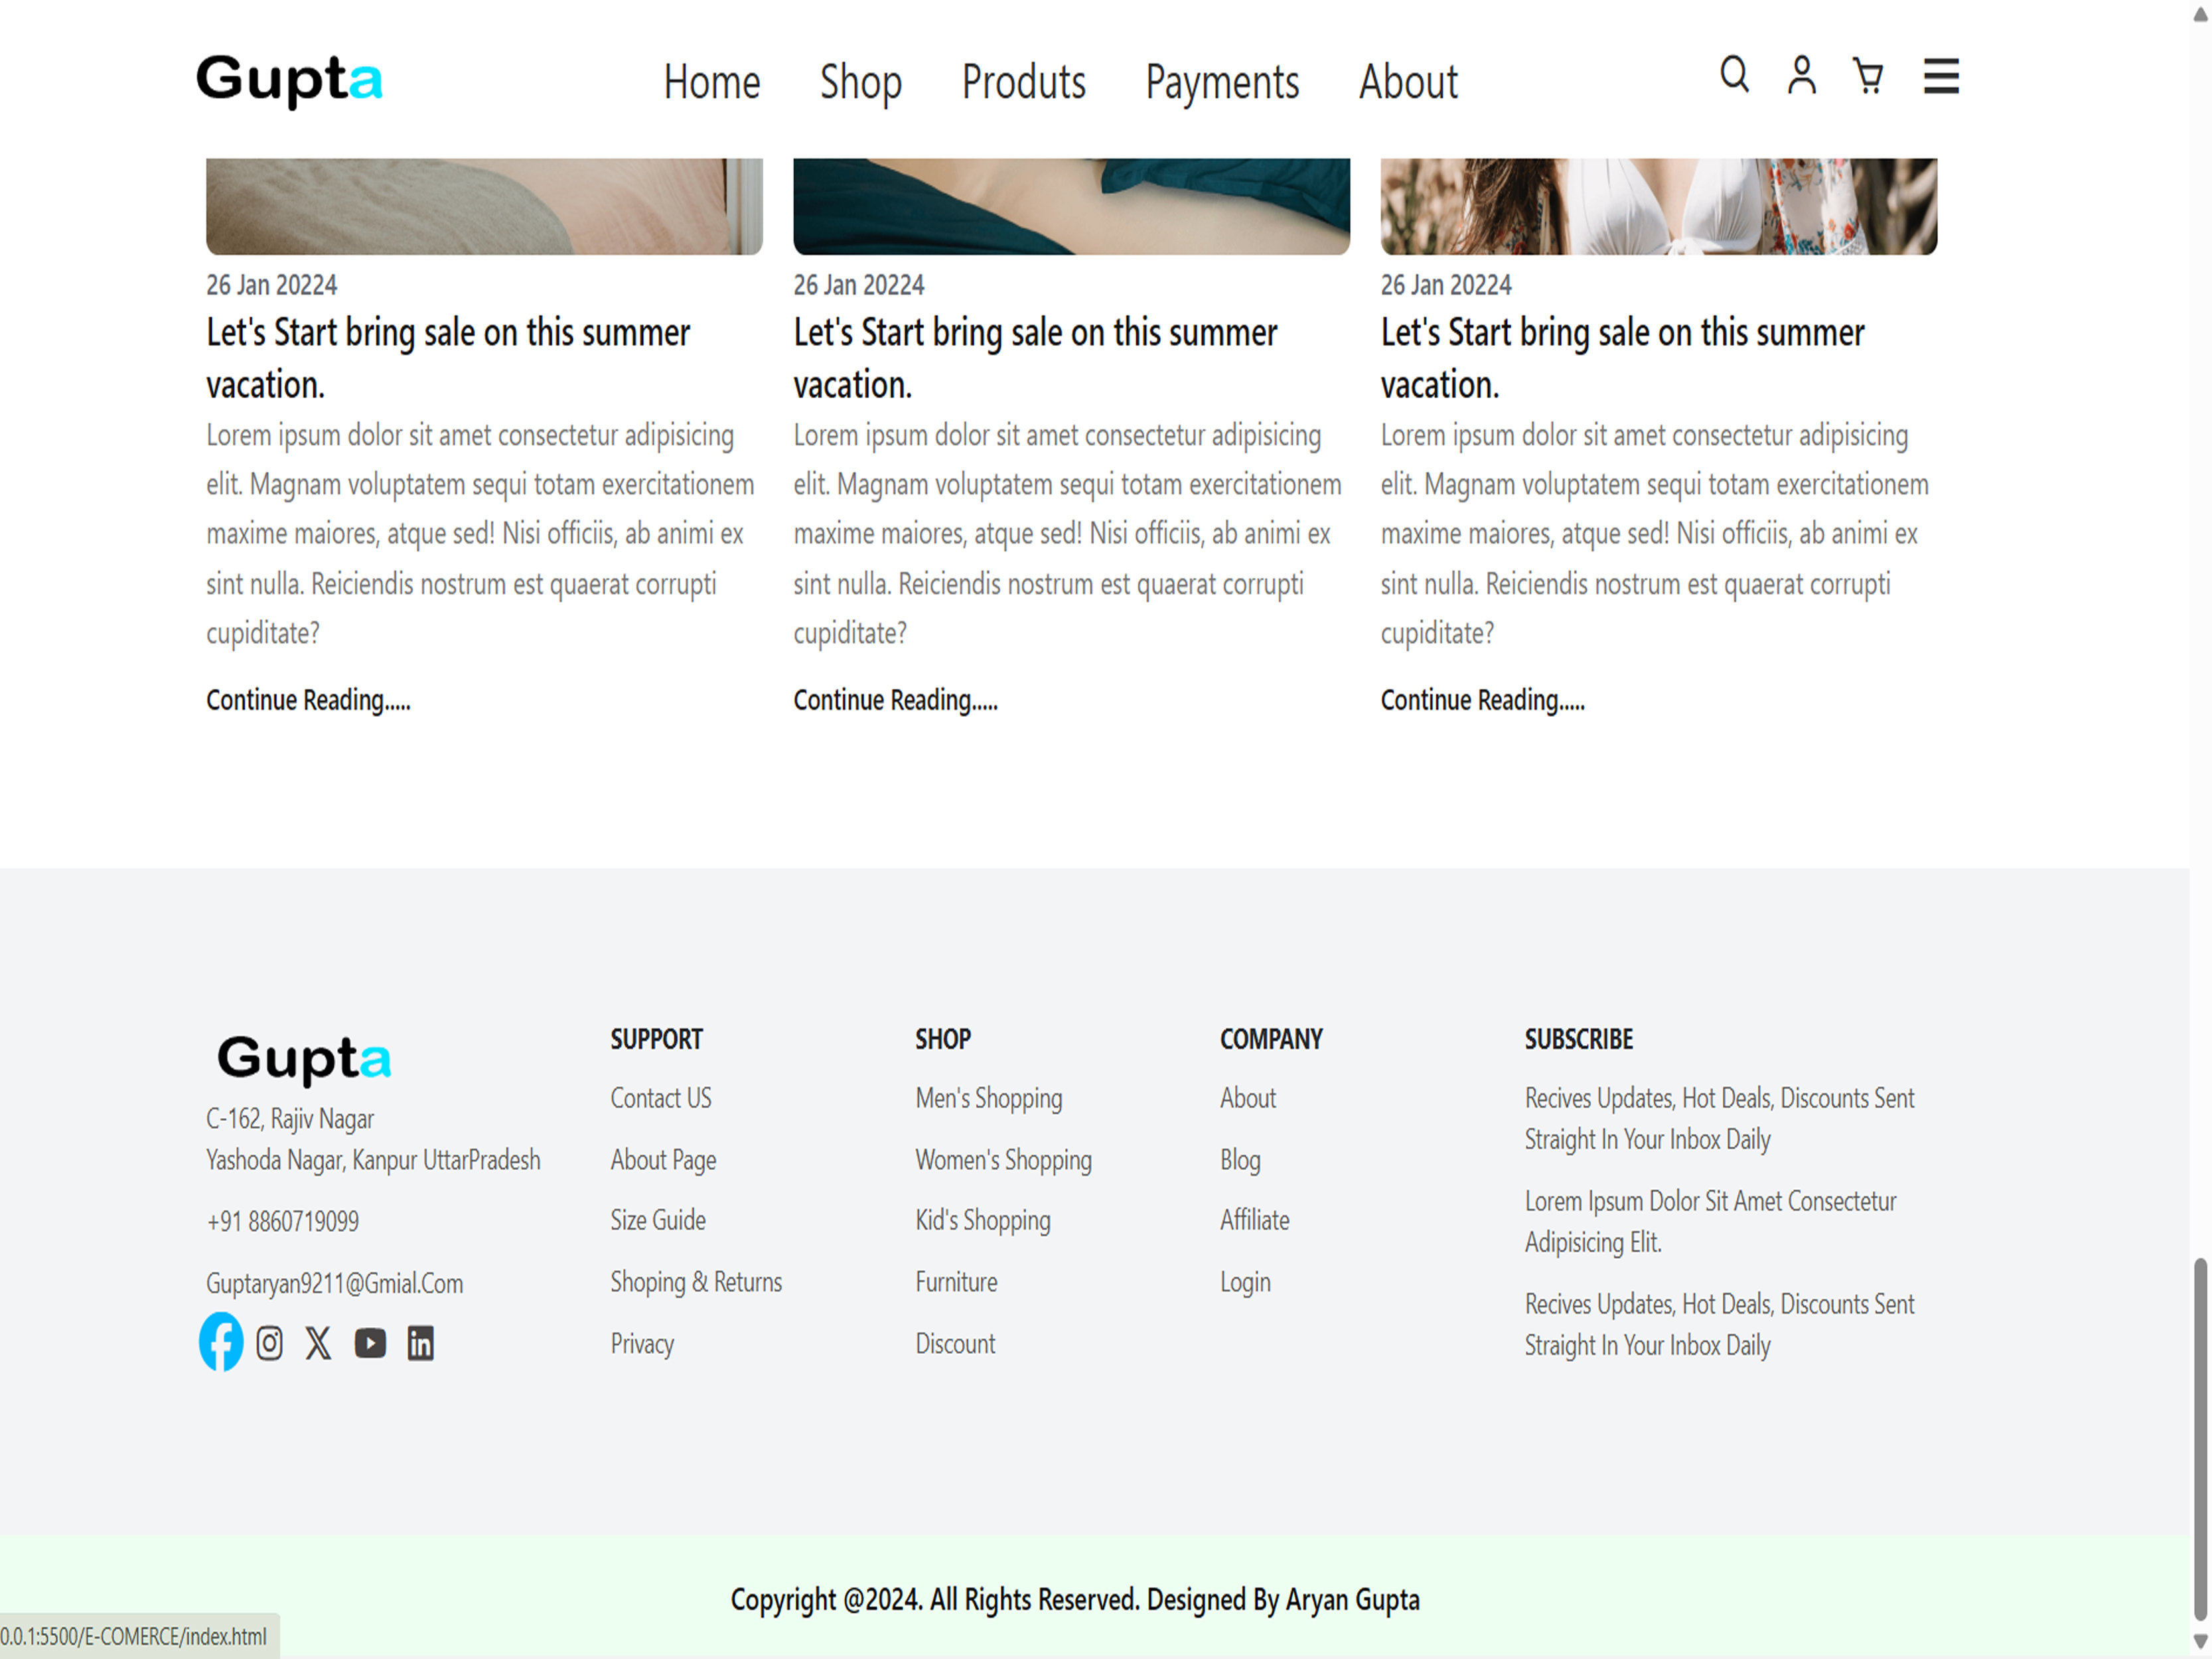 Gupta
Home Shop Produts Payments About
26 Jan 20224
Let's Start bring sale on this summer
vacation.
Lorem ipsum dolor sit amet consectetur adipisicing
elit. Magnam voluptatem sequi totam exercitationem
maxime maiores, atque sed! Nisi officiis, ab animi ex
sint nulla. Reiciendis nostrum est quaerat corrupti
cupiditate?
Continue Reading.....
26 Jan 20224
Let's Start bring sale on this summer
vacation.
Lorem ipsum dolor sit amet consectetur adipisicing
elit. Magnam voluptatem sequi totam exercitationem
maxime maiores, atque sed! Nisi officiis, ab animi ex
sint nulla. Reiciendis nostrum est quaerat corrupti
cupiditate?
Continue Reading.....
26 Jan 20224
Let's Start bring sale on this summer
vacation.
Lorem ipsum dolor sit amet consectetur adipisicing
elit. Magnam voluptatem sequi totam exercitationem
maxime maiores, atque sed! Nisi officiis, ab animi ex
sint nulla. Reiciendis nostrum est quaerat corrupti
cupiditate?
Continue Reading.....
Gupta
C-162, Rajiv Nagar
Yashoda Nagar, Kanpur UttarPradesh
+91 8860719099
Guptaryan9211@Gmial.Com
SUPPORT
Contact US
About Page
Size Guide
Shoping & Returns
Privacy
SHOP
Men's Shopping
Women's Shopping
Kid's Shopping
Furniture
Discount
COMPANY
About
Blog
Affiliate
Login
SUBSCRIBE
Recives Updates, Hot Deals, Discounts Sent
Straight In Your Inbox Daily
Lorem Ipsum Dolor Sit Amet Consectetur
Adipisicing Elit.
Recives Updates, Hot Deals, Discounts Sent
Straight In Your Inbox Daily
Copyright @2024. All Rights Reserved. Designed By Aryan Gupta
0.0.1:5500/E-COMERCE/index.html